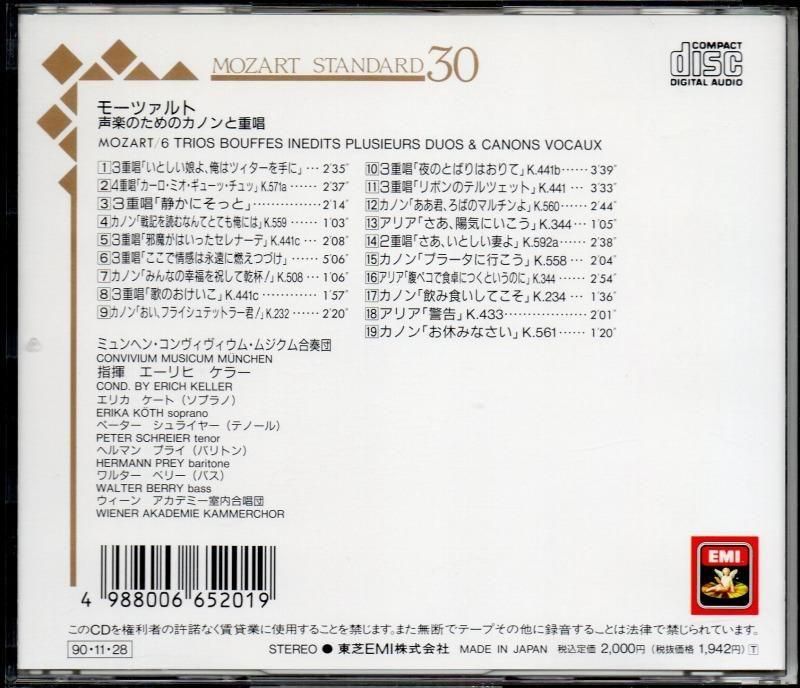 MOZART STANDARD 30
COMPACT
disc
DIGITAL AUDIO
モーツァルト
声楽のためのカノンと重唱
MOZART/6 TRIOS BOUFFES INEDITS PLUSIEURS DUOS & CANONS VOCAUX
1 3重唱「いとしい娘よ、俺はツィターを手に」… 2'35"
2 4重唱「カーロ・ミオ・ギューッ・チュッ」K.571a …… 2'37"
3 3重唱「静かにそっと」………………2'14"
4 カノン「戦記を読むなんてとても俺には」K.559 …… 1'03"
5 3重唱「邪魔がはいったセレナーデ」K.441c …… 2'08"
6 3重唱「ここで情感は永遠に燃えつづけ」…… 5'06"
7 カノン「みんなの幸福を祝して乾杯!」K.508 … 1'06"
8 3重唱「歌のおけいこ」K.441c ………… 1'57"
9 カノン「おい、フライシュテットラー君!」K.232 …… 2'20"
10 3重唱「夜のとばりはおりて」K.441b…… 3'39"
11 3重唱「リボンのテルツェット」K.441 …… 3'33"
12 カノン「ああ君、ろばのマルチンよ」K.560 …… 2'44"
13 アリア「さあ、陽気にいこう」K.344 … 1'05"
14 2重唱「さあ、いとしい妻よ」K.592a …… 2'38"
15 カノン「プラータに行こう」K.558 … 2'04"
16 アリア「腹ペコで食卓につくというのに」K.344 … 2'54"
17 カノン「飲み食いしてこそ」K.234 … 1'36"
18 アリア「警告」K.433………………… 2'01"
19 カノン「お休みなさい」K.561…… 1'20"
ミュンヘン・コンヴィヴィウム・ムジクム合奏団
CONVIVIUM MUSICUM MÜNCHEN
指揮 エーリヒ ケラー
COND. BY ERICH KELLER
エリカ ケート(ソプラノ)
ERIKA KÖTH soprano
ペーター シュライヤー(テノール)
PETER SCHREIER tenor
ヘルマン プライ(バリトン)
HERMANN PREY baritone
ワルター ベリー(バス)
WALTER BERRY bass
ウィーン アカデミー室内合唱団
WIENER AKADEMIE KAMMERCHOR
EMI
4 988006 652019
このCDを権利者の許諾なく賃貸業に使用することを禁じます。また無断でテープその他に録音することは法律で禁じられています。
90・11・28 STEREO ● 東芝EMI株式会社 MADE IN JAPAN 税込定価 2,000円(税抜価格 1,942円) T